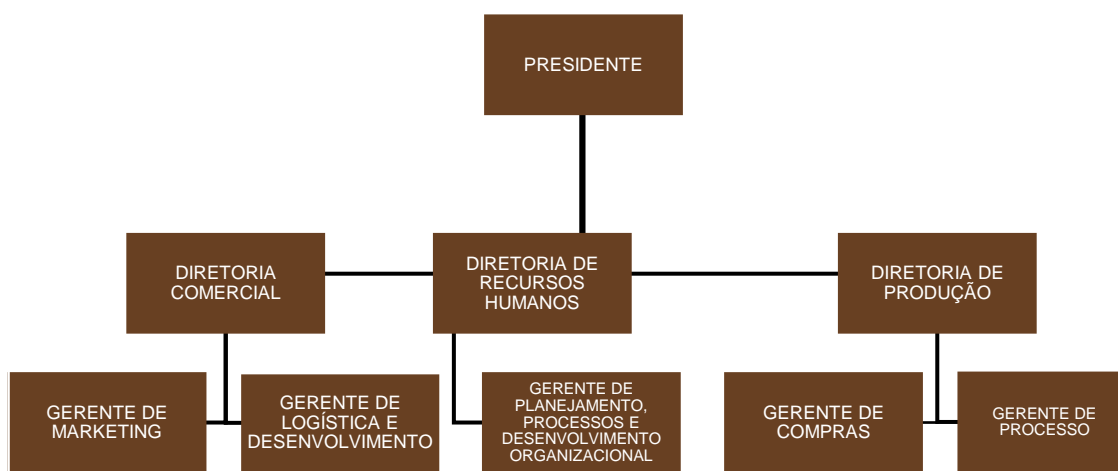 PRESIDENTE
DIRETORIA
COMERCIAL
DIRETORIA DE
RECURSOS
HUMANOS
DIRETORIA DE
PRODUÇÃO
GERENTE DE
MARKETING
GERENTE DE
LOGÍSTICA E
DESENVOLVIMENTO
GERENTE DE
PLANEJAMENTO,
PROCESSOS E
DESENVOLVIMENTO
ORGANIZACIONAL
GERENTE DE
COMPRAS
GERENTE DE
PROCESSO